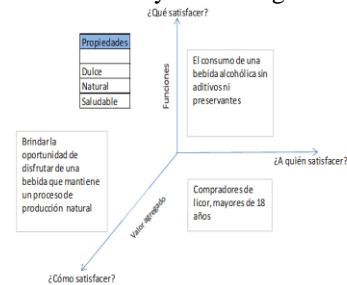 ¿Qué satisfacer?
Propiedades
Dulce
Natural
Saludable
Funciones
El consumo de una
bebida alcohólica sin
aditivos ni
preservantes
Brindar la
oportunidad de
disfrutar de una
bebida que mantiene
un proceso de
producción natural
¿A quién satisfacer?
Compradores de
licor, mayores de 18
años
Valor agregado
¿Cómo satisfacer?